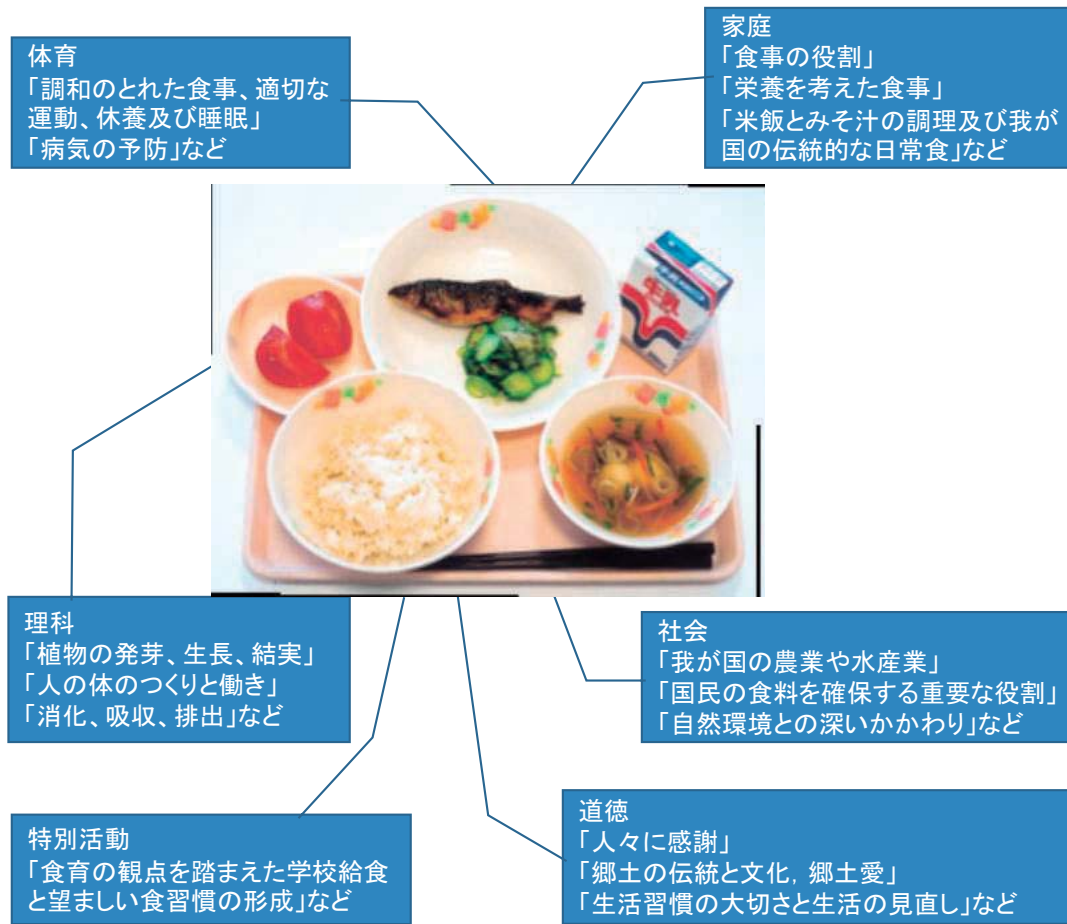 体育
「調和のとれた食事、適切な
運動、休養及び睡眠」
「病気の予防」など
家庭
「食事の役割」
「栄養を考えた食事」
「米飯とみそ汁の調理及び我が
国の伝統的な日常食」など
牛乳
理科
「植物の発芽、生長、結実」
「人の体のつくりと働き」
「消化、吸収、排出」など
社会
「我が国の農業や水産業」
「国民の食料を確保する重要な役割」
「自然環境との深いかかわり」など
特別活動
「食育の観点を踏まえた学校給食
と望ましい食習慣の形成」など
道徳
「人々に感謝」
「郷土の伝統と文化, 郷土愛」
「生活習慣の大切さと生活の見直し」など